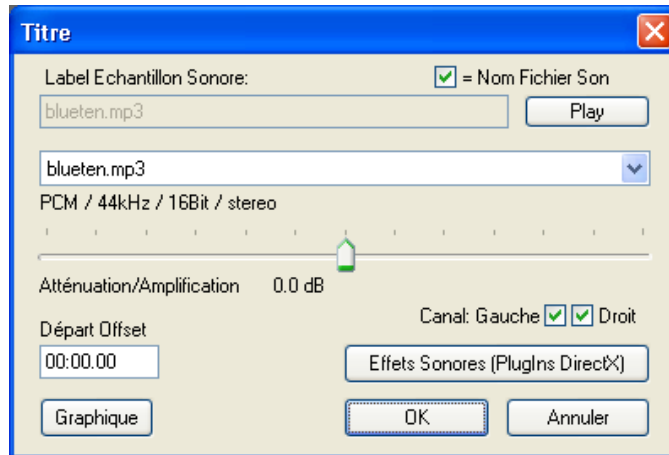 Titre
Label Echantillon Sonore: = Nom Fichier Son
blueten.mp3 Play
blueten.mp3
PCM / 44kHz / 16Bit / stereo
Atténuation/Amplification 0.0 dB
Canal: Gauche Droit
Départ Offset
00:00.00 Effets Sonores (PlugIns DirectX)
Graphique OK Annuler